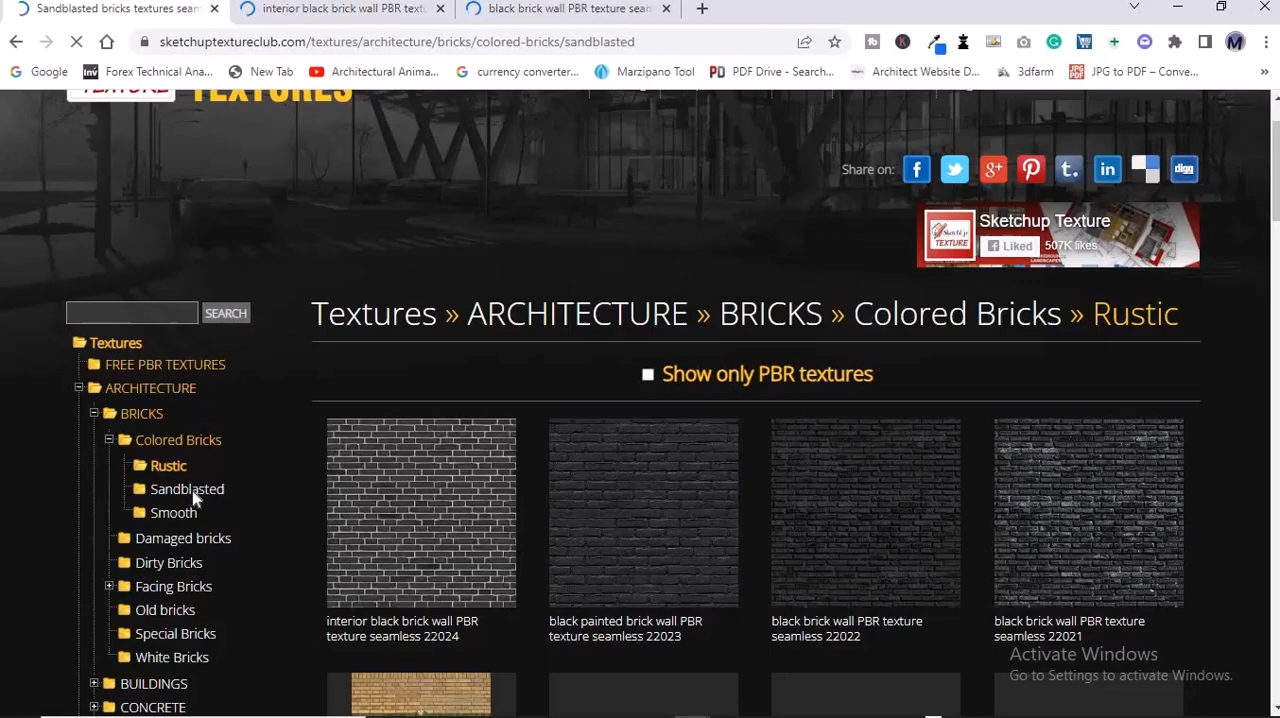 Sandblasted bricks textures seam
interior black brick wall PBR text
black brick wall PBR texture seam
sketchuptextureclub.com/textures/architecture/bricks/colored-bricks/sandblasted
Google
Forex Technical Ana...
New Tab
Architectural Anima...
currency converter...
Marzipano Tool
PDF Drive - Search...
Architect Website D...
3dfarm
JPG to PDF – Conve...
TEXTURE
TEXTURES
Share on:
digg
Sketchup Texture
Liked 507K likes
SEARCH
Textures » ARCHITECTURE » BRICKS » Colored Bricks » Rustic
Show only PBR textures
Textures
FREE PBR TEXTURES
ARCHITECTURE
BRICKS
Colored Bricks
Rustic
Sandblasted
Smooth
Damaged bricks
Dirty Bricks
Facing Bricks
Old bricks
Special Bricks
White Bricks
BUILDINGS
CONCRETE
interior black brick wall PBR
texture seamless 22024
black painted brick wall PBR
texture seamless 22023
black brick wall PBR texture
seamless 22022
black brick wall PBR texture
seamless 22021
Activate Windows
Go to Settings to activate Windows.